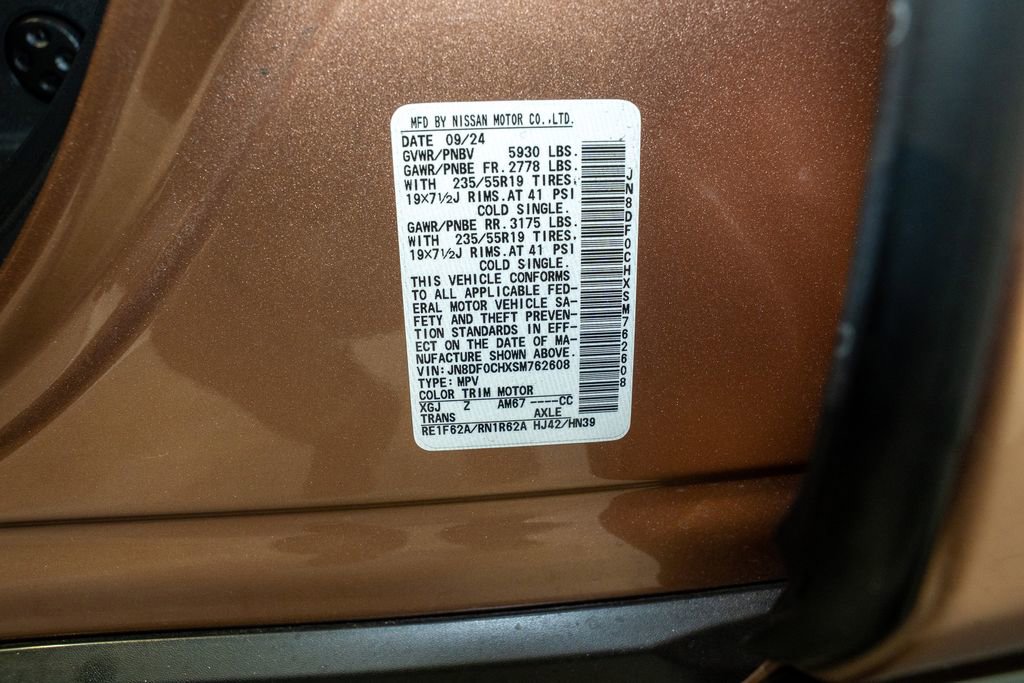 MFD BY NISSAN MOTOR CO.,LTD.
DATE 09/24
GVWR/PNBV 5930 LBS.
GAWR/PNBE FR. 2778 LBS.
WITH 235/55R19 TIRES,
19×7½J RIMS. AT 41 PSI
COLD SINGLE.
GAWR/PNBE RR. 3175 LBS.
WITH 235/55R19 TIRES,
19×7½J RIMS. AT 41 PSI
COLD SINGLE.
THIS VEHICLE CONFORMS
TO ALL APPLICABLE FED-
ERAL MOTOR VEHICLE SA-
FETY AND THEFT PREVEN-
TION STANDARDS IN EFF-
ECT ON THE DATE OF MA-
NUFACTURE SHOWN ABOVE.
VIN: JN8DF0CHXSM762608
TYPE: MPV
COLOR TRIM MOTOR
XGJ Z AM67 ----CC
TRANS AXLE
RE1F62A/RN1R62A HJ42/HN39
JN8DF0CHXSM762608